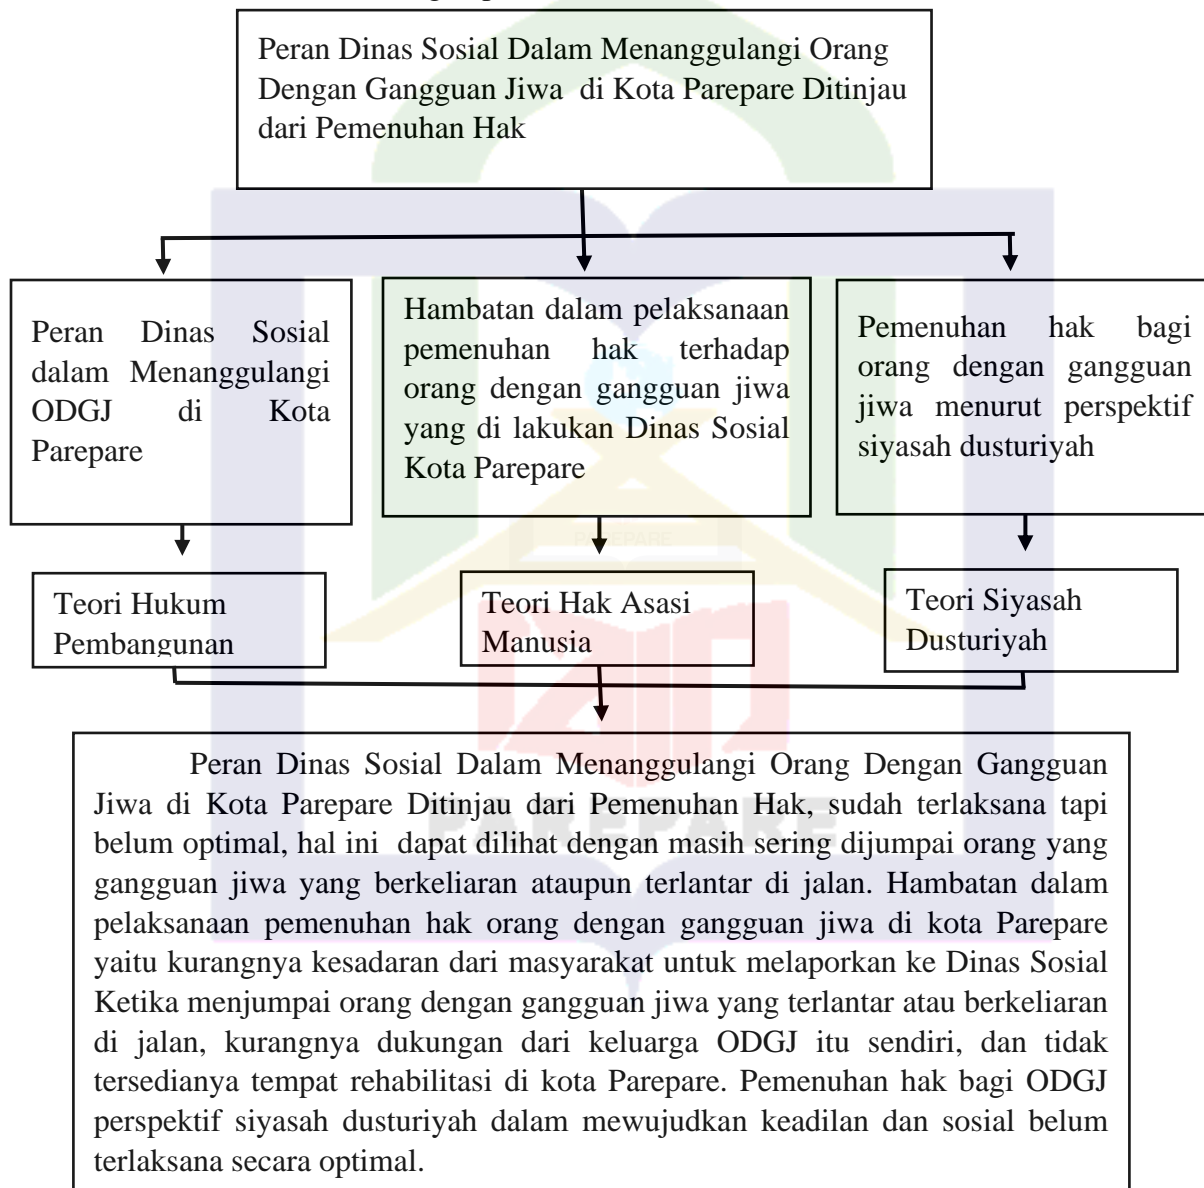 Peran Dinas Sosial Dalam Menanggulangi Orang
Dengan Gangguan Jiwa di Kota Parepare Ditinjau
dari Pemenuhan Hak
Peran Dinas Sosial
dalam Menanggulangi
ODGJ di Kota
Parepare
Hambatan dalam pelaksanaan
pemenuhan hak terhadap
orang dengan gangguan jiwa
yang di lakukan Dinas Sosial
Kota Parepare
Pemenuhan hak bagi
orang dengan gangguan
jiwa menurut perspektif
siyasah dusturiyah
PAREPARE
Teori Hukum
Pembangunan
Teori Hak Asasi
Manusia
Teori Siyasah
Dusturiyah
Peran Dinas Sosial Dalam Menanggulangi Orang Dengan Gangguan
Jiwa di Kota Parepare Ditinjau dari Pemenuhan Hak, sudah terlaksana tapi
belum optimal, hal ini dapat dilihat dengan masih sering dijumpai orang yang
gangguan jiwa yang berkeliaran ataupun terlantar di jalan. Hambatan dalam
pelaksanaan pemenuhan hak orang dengan gangguan jiwa di kota Parepare
yaitu kurangnya kesadaran dari masyarakat untuk melaporkan ke Dinas Sosial
Ketika menjumpai orang dengan gangguan jiwa yang terlantar atau berkeliaran
di jalan, kurangnya dukungan dari keluarga ODGJ itu sendiri, dan tidak
tersedianya tempat rehabilitasi di kota Parepare. Pemenuhan hak bagi ODGJ
perspektif siyasah dusturiyah dalam mewujudkan keadilan dan sosial belum
terlaksana secara optimal.
PAREPARE